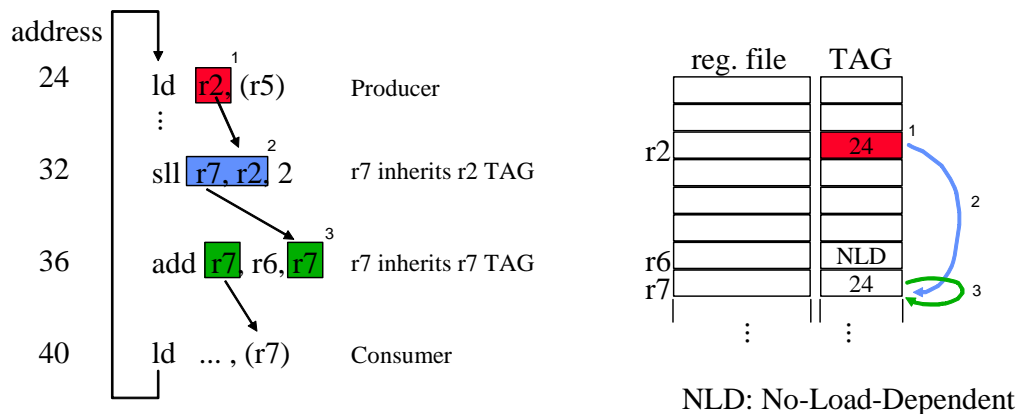 address
24 ld r2, (r5) 1 Producer
⋮
32 sll r7, r2, 2 2 r7 inherits r2 TAG
36 add r7, r6, r7 3 r7 inherits r7 TAG
40 ld ... , (r7) Consumer
reg. file TAG
r2 24 1
2
r6 NLD
r7 24 3
⋮ ⋮
NLD: No-Load-Dependent